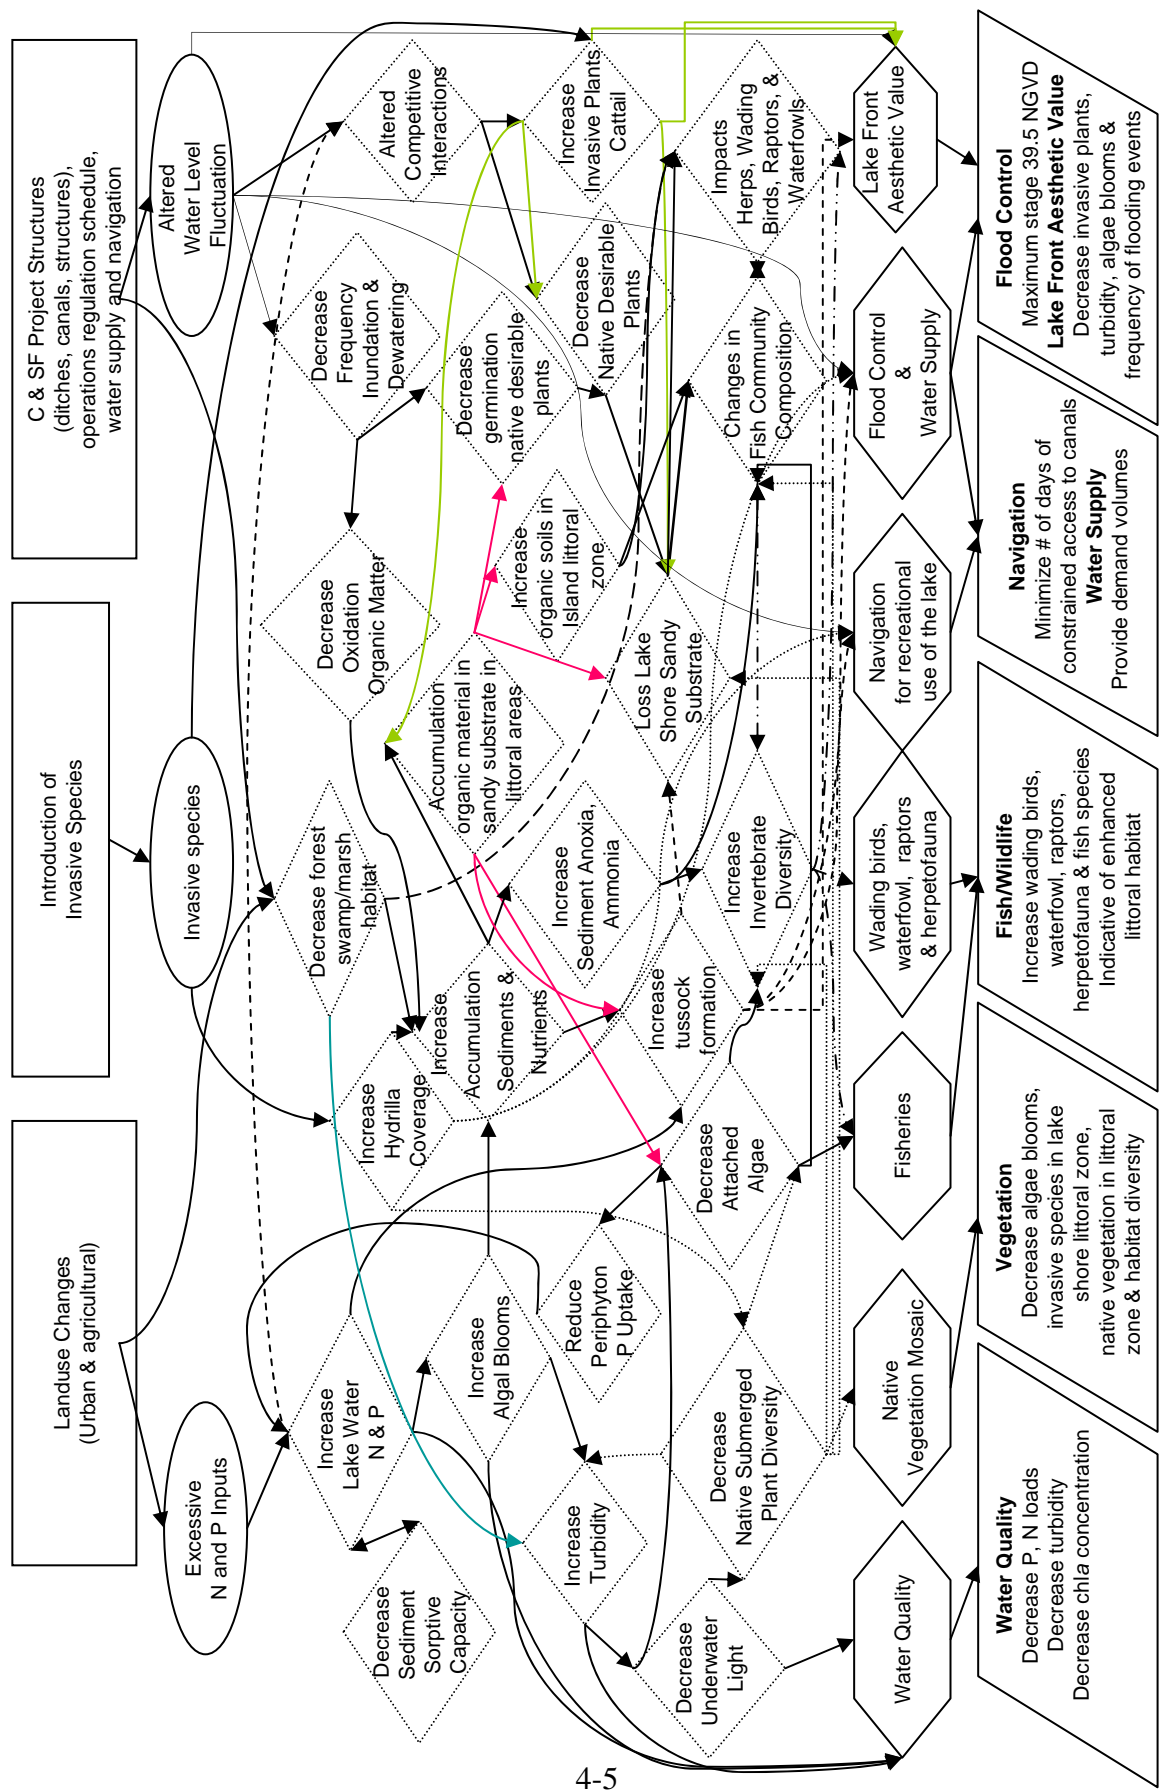 Landuse Changes
(Urban & agricultural)
Introduction of
Invasive Species
C & SF Project Structures
(ditches, canals, structures),
operations regulation schedule,
water supply and navigation
Excessive
N and P Inputs
Invasive species
Altered
Water Level
Fluctuation
Increase
Lake Water
N & P
Decrease
Sediment
Sorptive
Capacity
Increase
Hydrilla
Coverage
Decrease forest
swamp/marsh
habitat
Decrease
Oxidation
Organic Matter
Decrease
Frequency
Inundation &
Dewatering
Altered
Competitive
Interactions
Increase
Algal Blooms
Increase
Accumulation
Sediments &
Nutrients
Accumulation
organic material in
sandy substrate in
littoral areas
Decrease
germination
native desirable
plants
Increase
Turbidity
Reduce
Periphyton
P Uptake
Increase
Sediment Anoxia,
Ammonia
Increase
organic soils in
Island littoral
zone
Decrease
Native Desirable
Plants
Increase
Invasive Plants
Cattail
Decrease
Underwater
Light
Decrease
Native Submerged
Plant Diversity
Decrease
Attached
Algae
Increase
tussock
formation
Increase
Invertebrate
Diversity
Loss Lake
Shore Sandy
Substrate
Changes in
Fish Community
Composition
Impacts
Herps, Wading
Birds, Raptors, &
Waterfowls
Water Quality
Native
Vegetation Mosaic
Fisheries
Wading birds,
waterfowl, raptors
& herpetofauna
Navigation
for recreational
use of the lake
Flood Control
&
Water Supply
Lake Front
Aesthetic Value
Water Quality
Decrease P, N loads
Decrease turbidity
Decrease chla concentration
Vegetation
Decrease algae blooms,
invasive species in lake
shore littoral zone,
native vegetation in littoral
zone & habitat diversity
Fish/Wildlife
Increase wading birds,
waterfowl, raptors,
herpetofauna & fish species
Indicative of enhanced
littoral habitat
Navigation
Minimize # of days of
constrained access to canals
Water Supply
Provide demand volumes
Flood Control
Maximum stage 39.5 NGVD
Lake Front Aesthetic Value
Decrease invasive plants,
turbidity, algae blooms &
frequency of flooding events
4-5